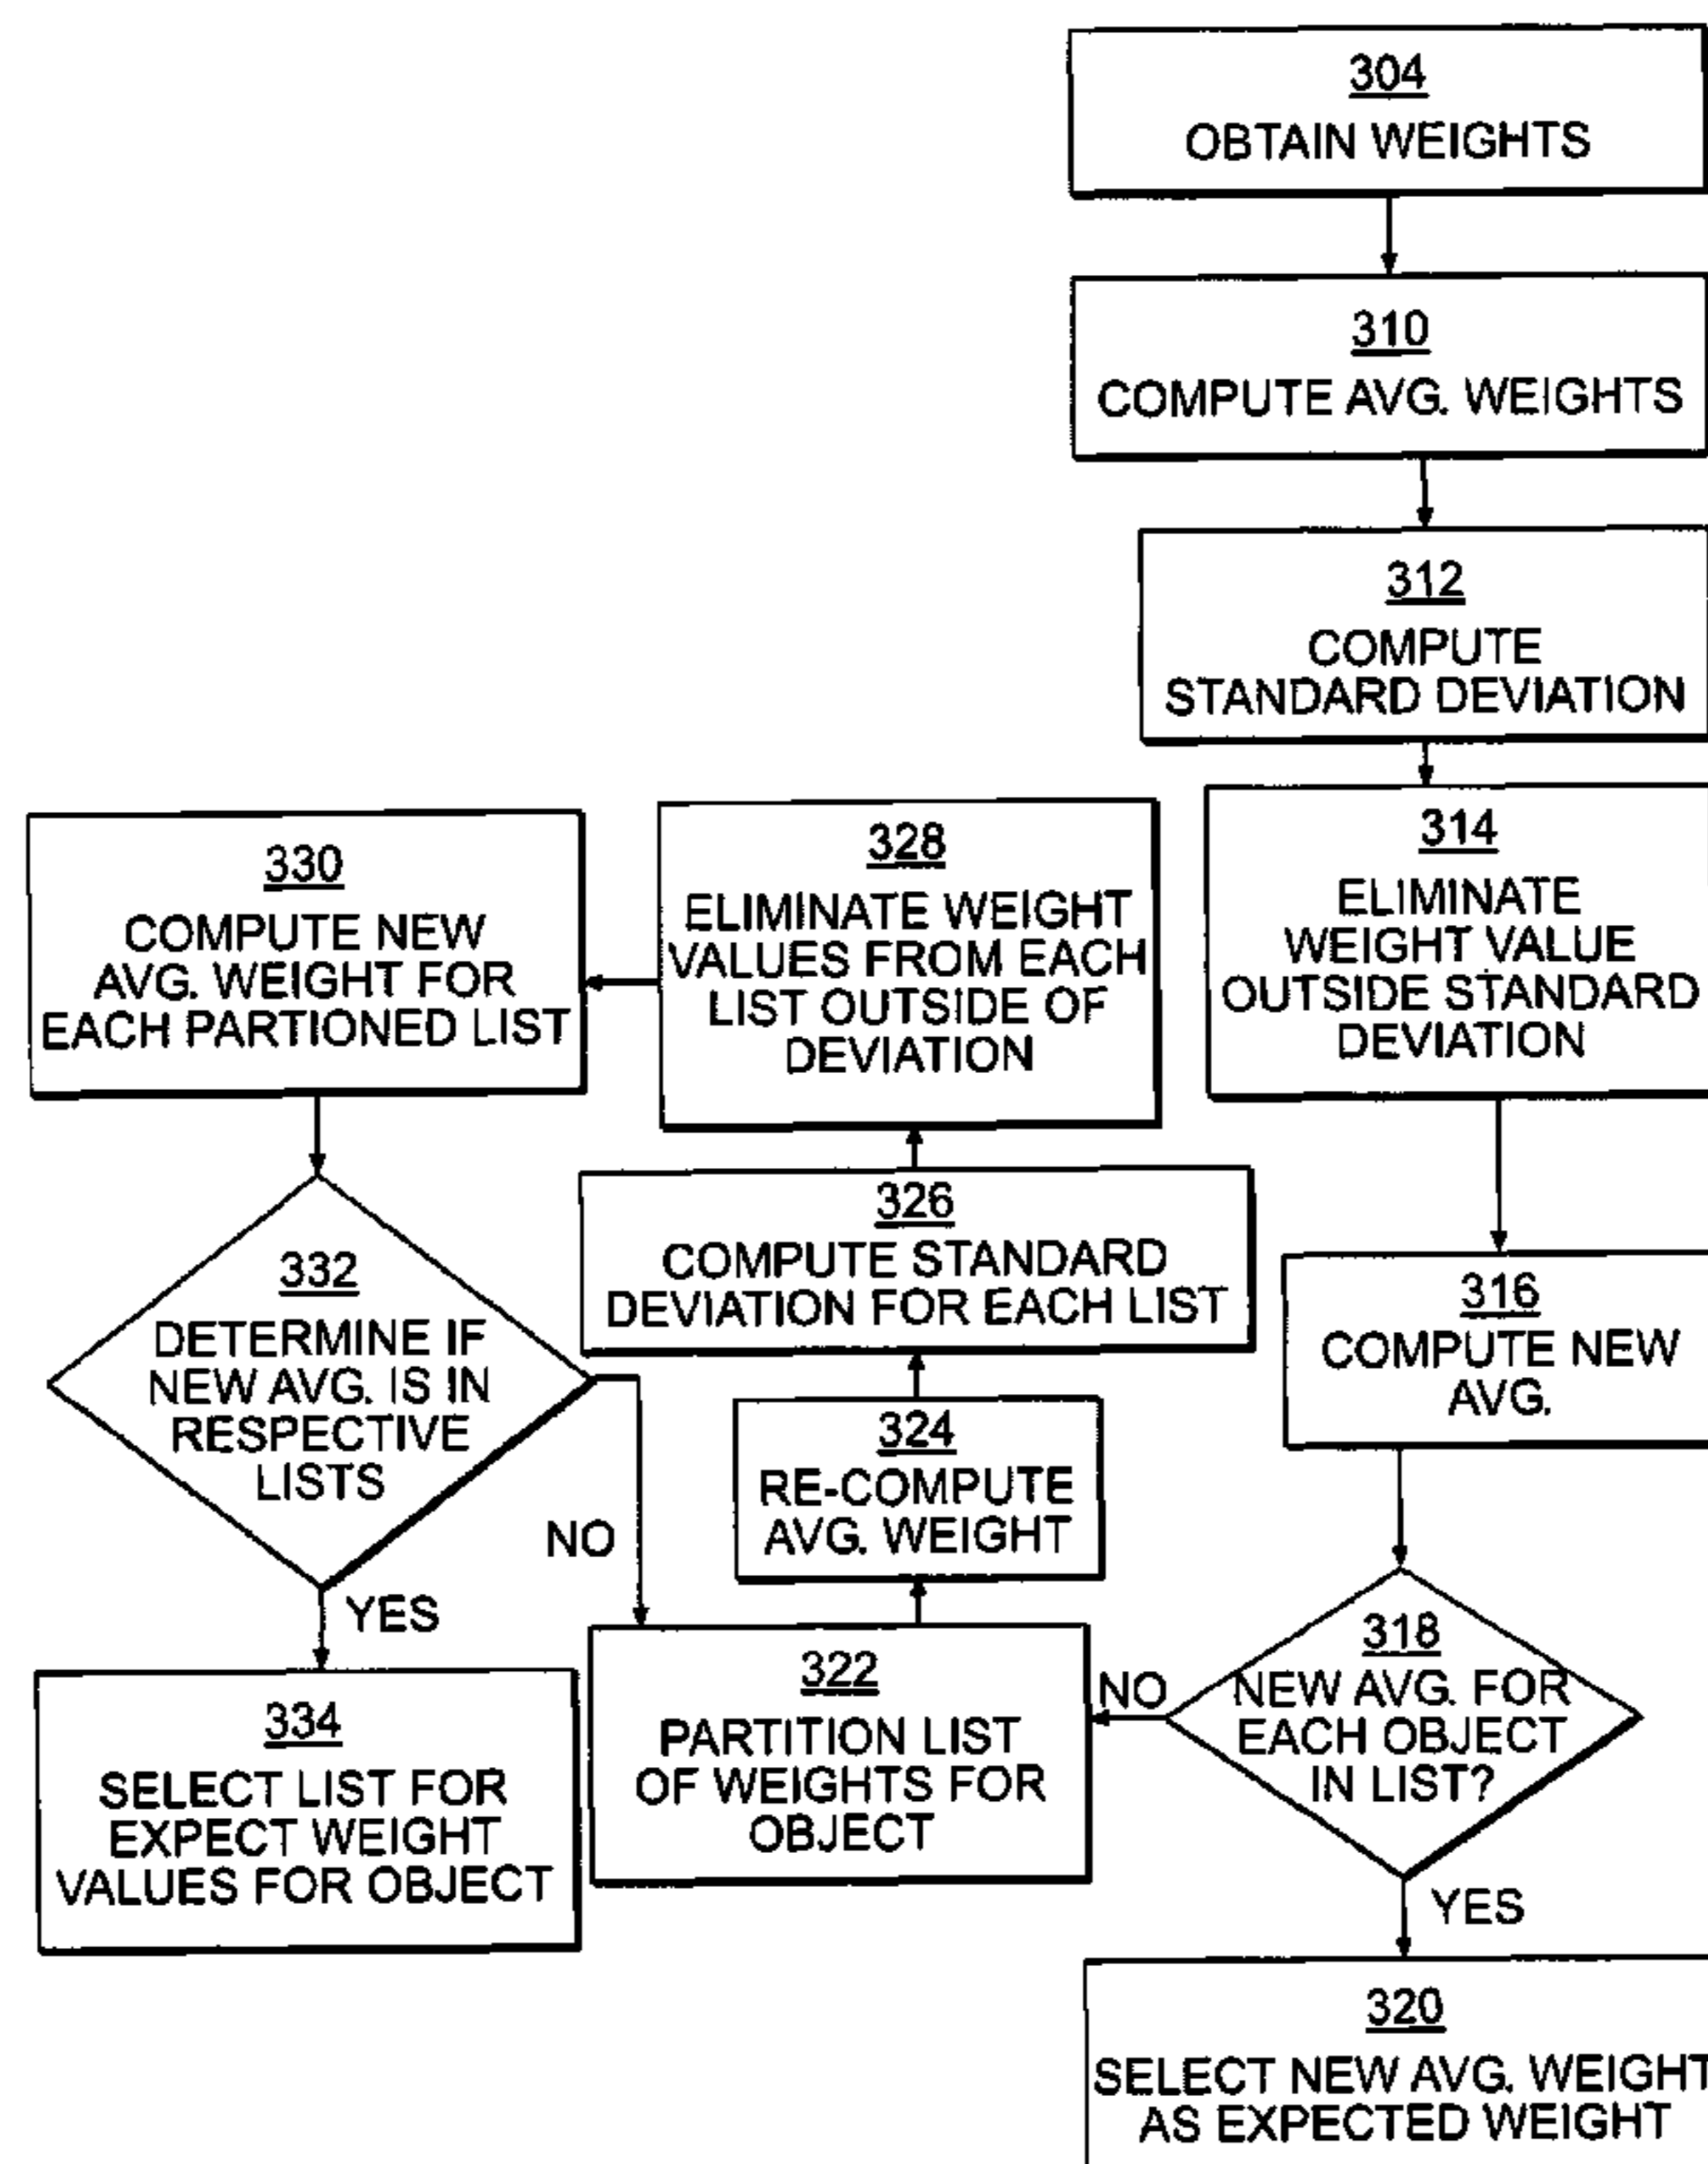 304
OBTAIN WEIGHTS
310
COMPUTE AVG. WEIGHTS
312
COMPUTE
STANDARD DEVIATION
314
ELIMINATE
WEIGHT VALUE
OUTSIDE STANDARD
DEVIATION
316
COMPUTE NEW
AVG.
318
NEW AVG. FOR
EACH OBJECT
IN LIST?
YES
NO
320
SELECT NEW AVG. WEIGHT
AS EXPECTED WEIGHT
322
PARTITION LIST
OF WEIGHTS FOR
OBJECT
324
RE-COMPUTE
AVG. WEIGHT
326
COMPUTE STANDARD
DEVIATION FOR EACH LIST
328
ELIMINATE WEIGHT
VALUES FROM EACH
LIST OUTSIDE OF
DEVIATION
330
COMPUTE NEW
AVG. WEIGHT FOR
EACH PARTIONED LIST
332
DETERMINE IF
NEW AVG. IS IN
RESPECTIVE
LISTS
NO
YES
334
SELECT LIST FOR
EXPECT WEIGHT
VALUES FOR OBJECT